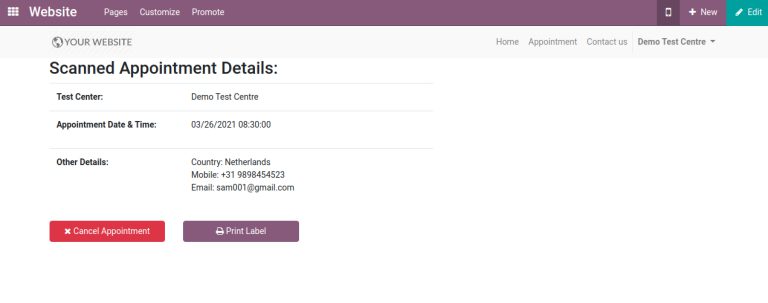 Website Pages Customize Promote New Edit
YOUR WEBSITE Home Appointment Contact us Demo Test Centre
Scanned Appointment Details:
Test Center: Demo Test Centre
Appointment Date & Time: 03/26/2021 08:30:00
Other Details: Country: Netherlands
Mobile: +31 9898454523
Email: sam001@gmail.com
Cancel Appointment Print Label